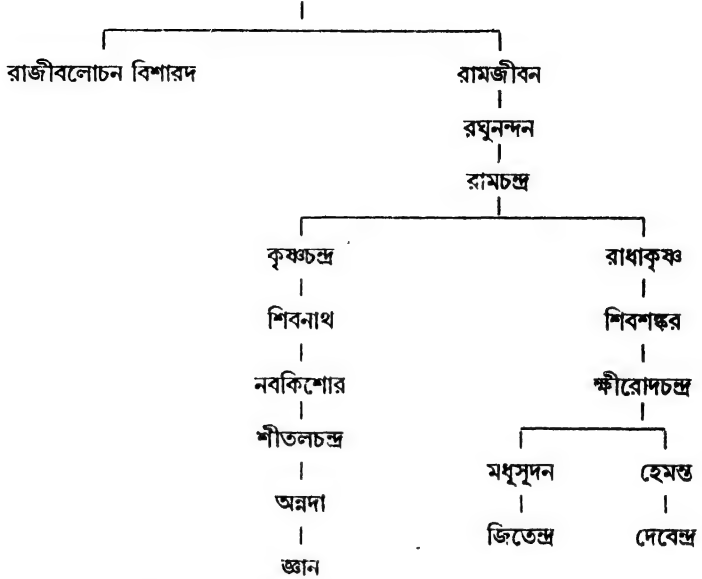 রাজীবলোচন বিশারদ রামজীবন
রঘুনন্দন
রামচন্দ্র
কৃষ্ণচন্দ্র রাধাকৃষ্ণ
শিবনাথ শিবশঙ্কর
নবকিশোর ক্ষীরোদচন্দ্র
শীতলচন্দ্র
মধুসূদন হেমন্ত
অন্নদা
জিতেন্দ্র দেবেন্দ্র
জ্ঞান